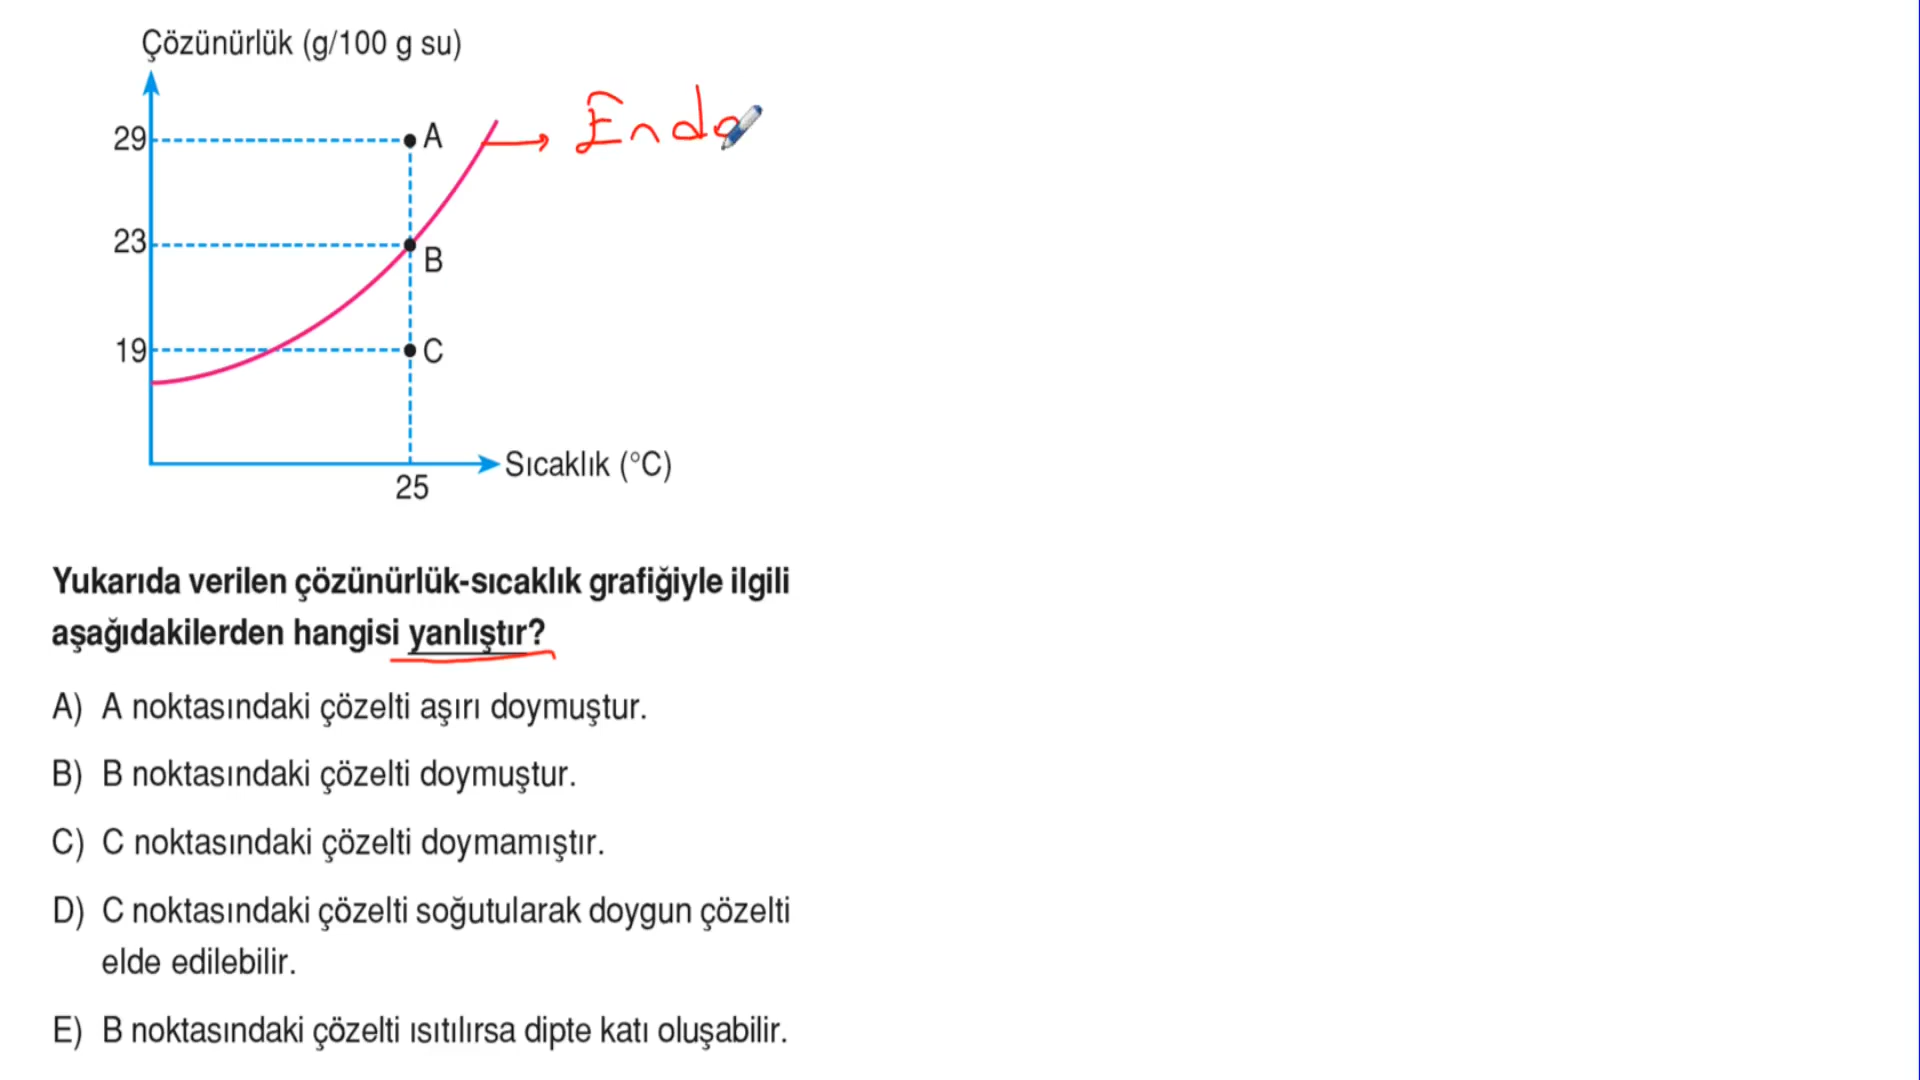 Çözünürlük (g/100 g su)
29
A
Endo
23
B
19
C
Sıcaklık (°C)
25
Yukarıda verilen çözünürlük-sıcaklık grafiğiyle ilgili
aşağıdakilerden hangisi yanlıştır?
A) A noktasındaki çözelti aşırı doymuştur.
B) B noktasındaki çözelti doymuştur.
C) C noktasındaki çözelti doymamıştır.
D) C noktasındaki çözelti soğutularak doygun çözelti
elde edilebilir.
E) B noktasındaki çözelti ısıtılırsa dipte katı oluşabilir.